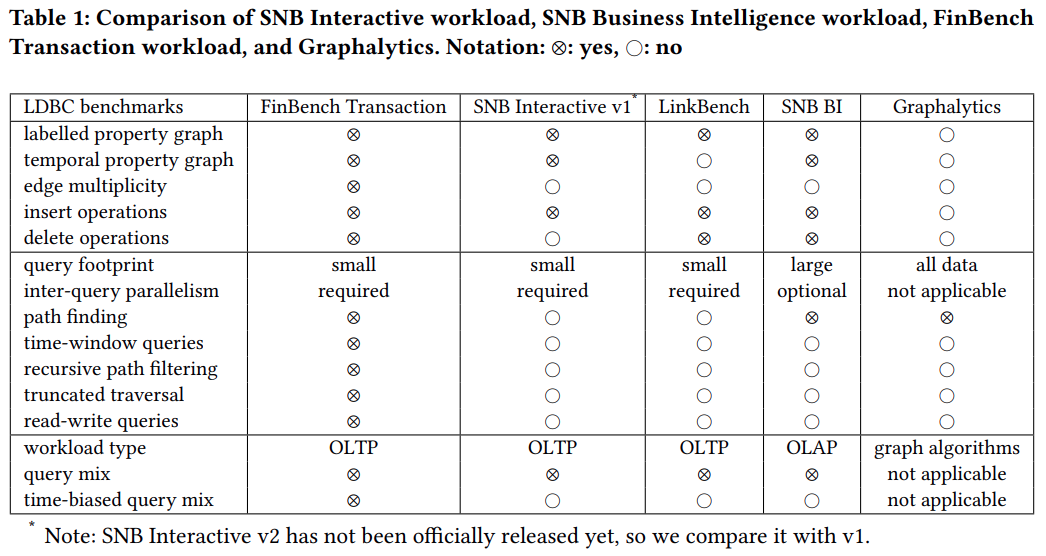 Table 1: Comparison of SNB Interactive workload, SNB Business Intelligence workload, FinBench
Transaction workload, and Graphalytics. Notation: ⊗: yes, ○: no
LDBC benchmarks FinBench Transaction SNB Interactive v1* LinkBench SNB BI Graphalytics
labelled property graph ⊗ ⊗ ⊗ ⊗ ○
temporal property graph ⊗ ⊗ ○ ⊗ ○
edge multiplicity ⊗ ○ ○ ○ ○
insert operations ⊗ ⊗ ⊗ ⊗ ○
delete operations ⊗ ○ ⊗ ⊗ ○
query footprint small small small large all data
inter-query parallelism required required required optional not applicable
path finding ⊗ ○ ○ ⊗ ⊗
time-window queries ⊗ ○ ○ ○ ○
recursive path filtering ⊗ ○ ○ ○ ○
truncated traversal ⊗ ○ ○ ○ ○
read-write queries ⊗ ○ ○ ○ ○
workload type OLTP OLTP OLTP OLAP graph algorithms
query mix ⊗ ⊗ ⊗ ⊗ not applicable
time-biased query mix ⊗ ○ ○ ○ not applicable
* Note: SNB Interactive v2 has not been officially released yet, so we compare it with v1.